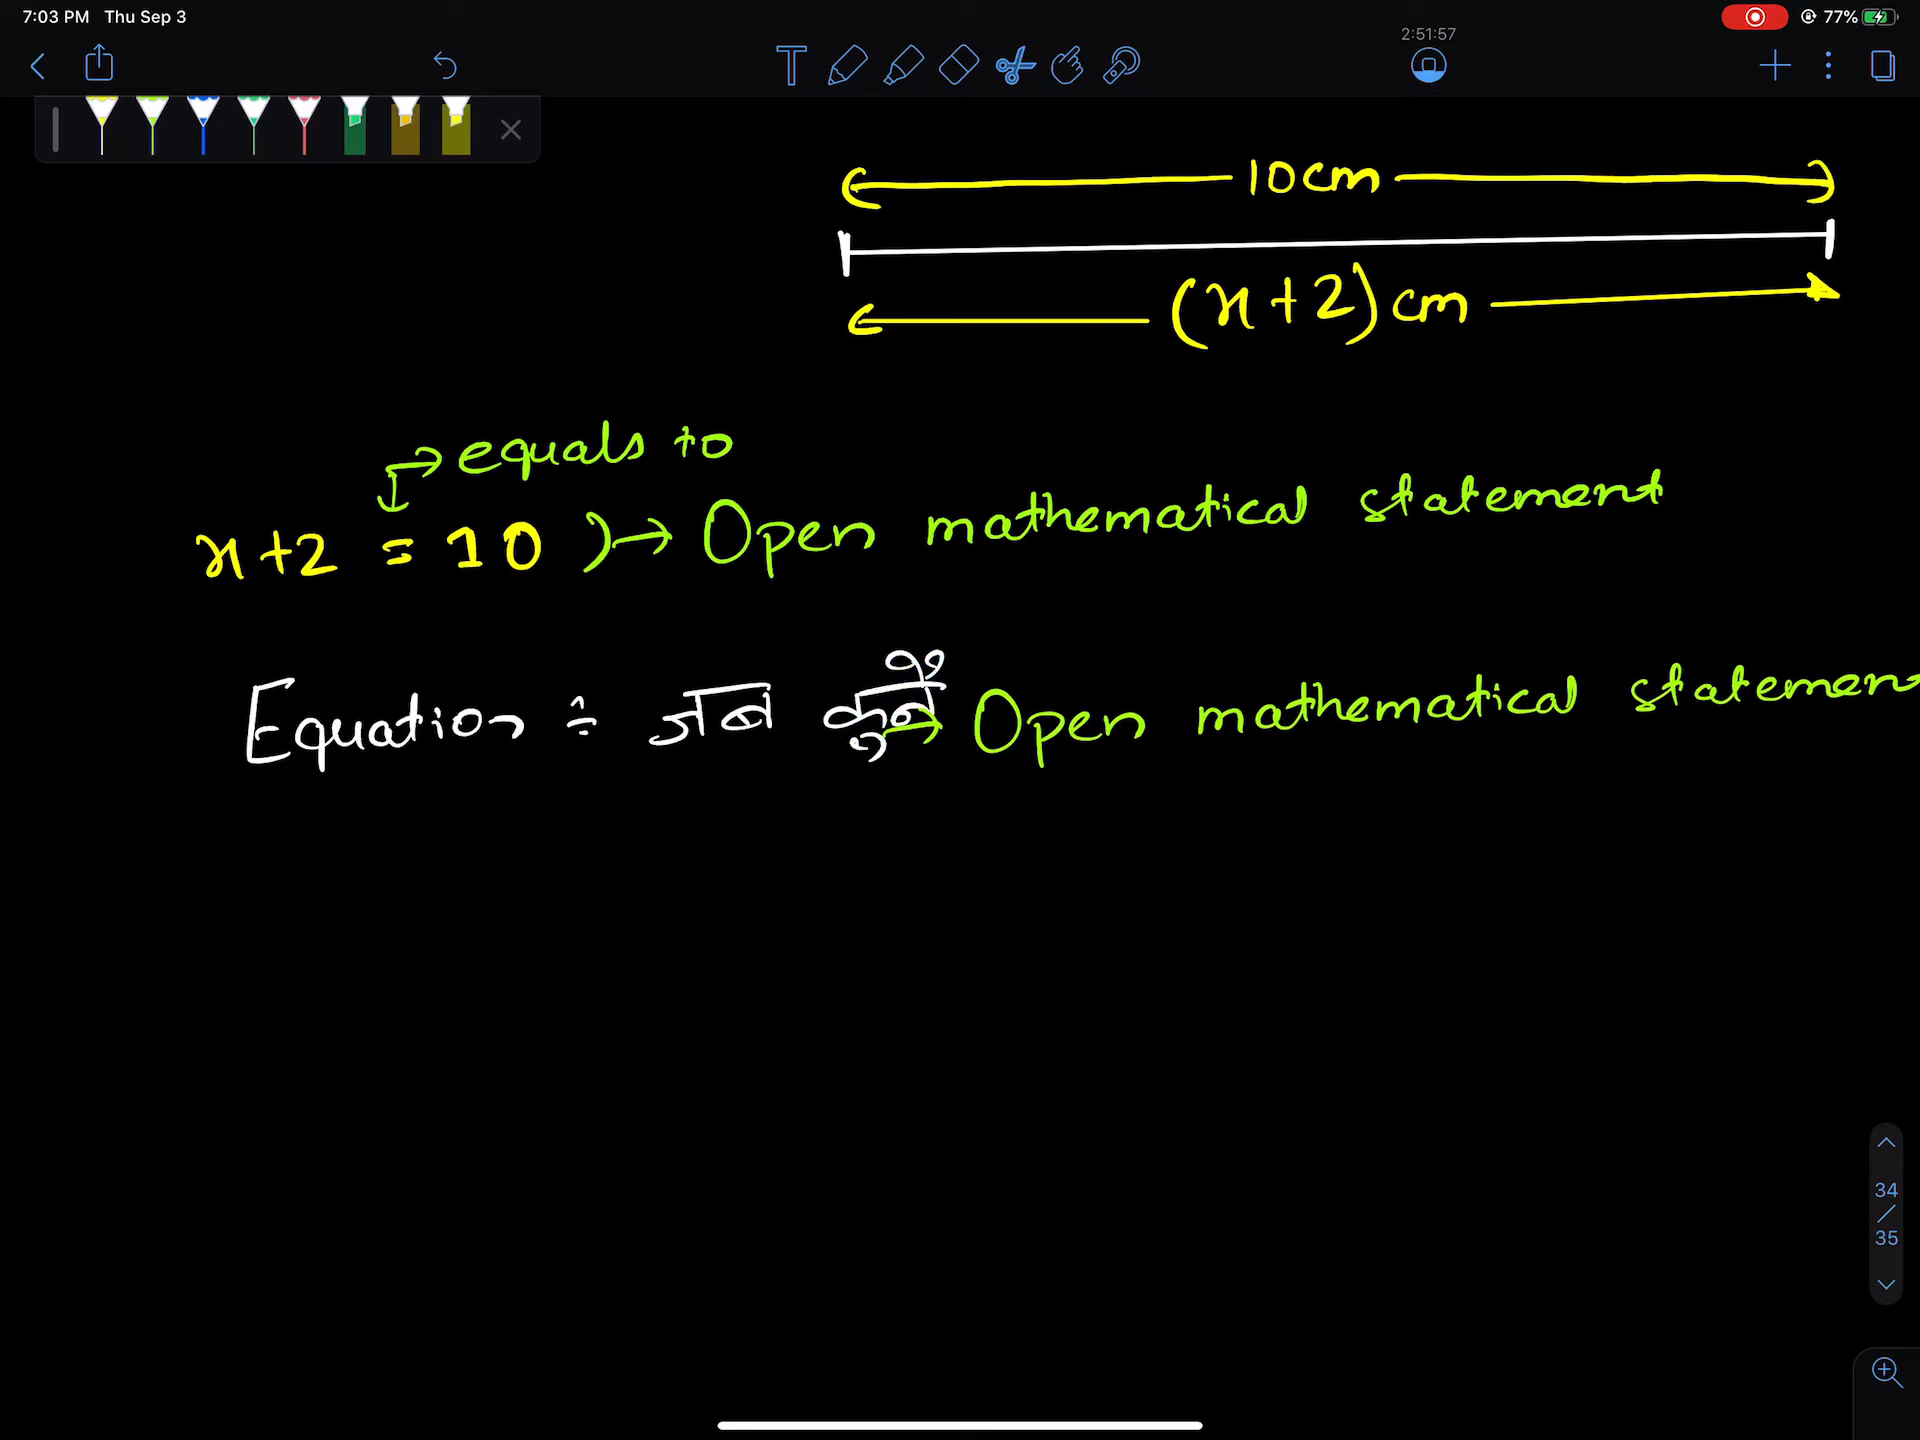 7:03 PM Thu Sep 3
77%
2:51:57
10cm
(x+2)cm
equals to
x+2 = 10 → Open mathematical statement
Equation ÷ जब → Open mathematical statement
34
/
35